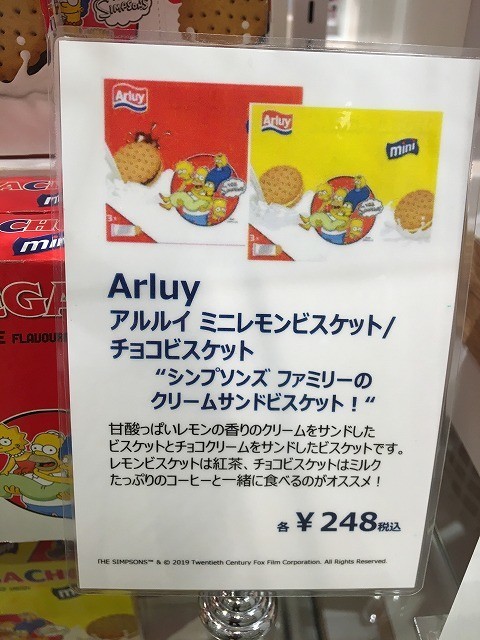 SIMPSONS
Arluy
Arluy
mini
THE SIMPSONS
Arluy
アルルイ ミニレモンビスケット/
チョコビスケット
“シンプソンズ ファミリーの
クリームサンドビスケット！“
甘酸っぱいレモンの香りのクリームをサンドした
ビスケットとチョコクリームをサンドしたビスケットです。
レモンビスケットは紅茶、チョコビスケットはミルク
たっぷりのコーヒーと一緒に食べるのがオススメ！
各 ￥248税込
THE SIMPSONS™ & © 2019 Twentieth Century Fox Film Corporation. All Rights Reserved.
mini
FLAVOUR